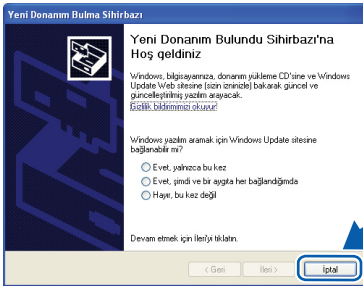 Yeni Donanım Bulma Sihirbazı
Yeni Donanım Bulundu Sihirbazı'na
Hoş geldiniz
Windows, bilgisayarınıza, donanım yükleme CD'sine ve Windows
Update Web sitesine (sizin izninizle) bakarak güncel ve
güncelleştirilmiş yazılım arayacak.
Gizlilik bildirimimizi okuyun!
Windows yazılım aramak için Windows Update sitesine
bağlanabilir mi?
Evet, yalnızca bu kez
Evet, şimdi ve bir aygıta her bağlandığımda
Hayır, bu kez değil
Devam etmek için İleri'yi tıklatın.
< Geri
İleri >
İptal